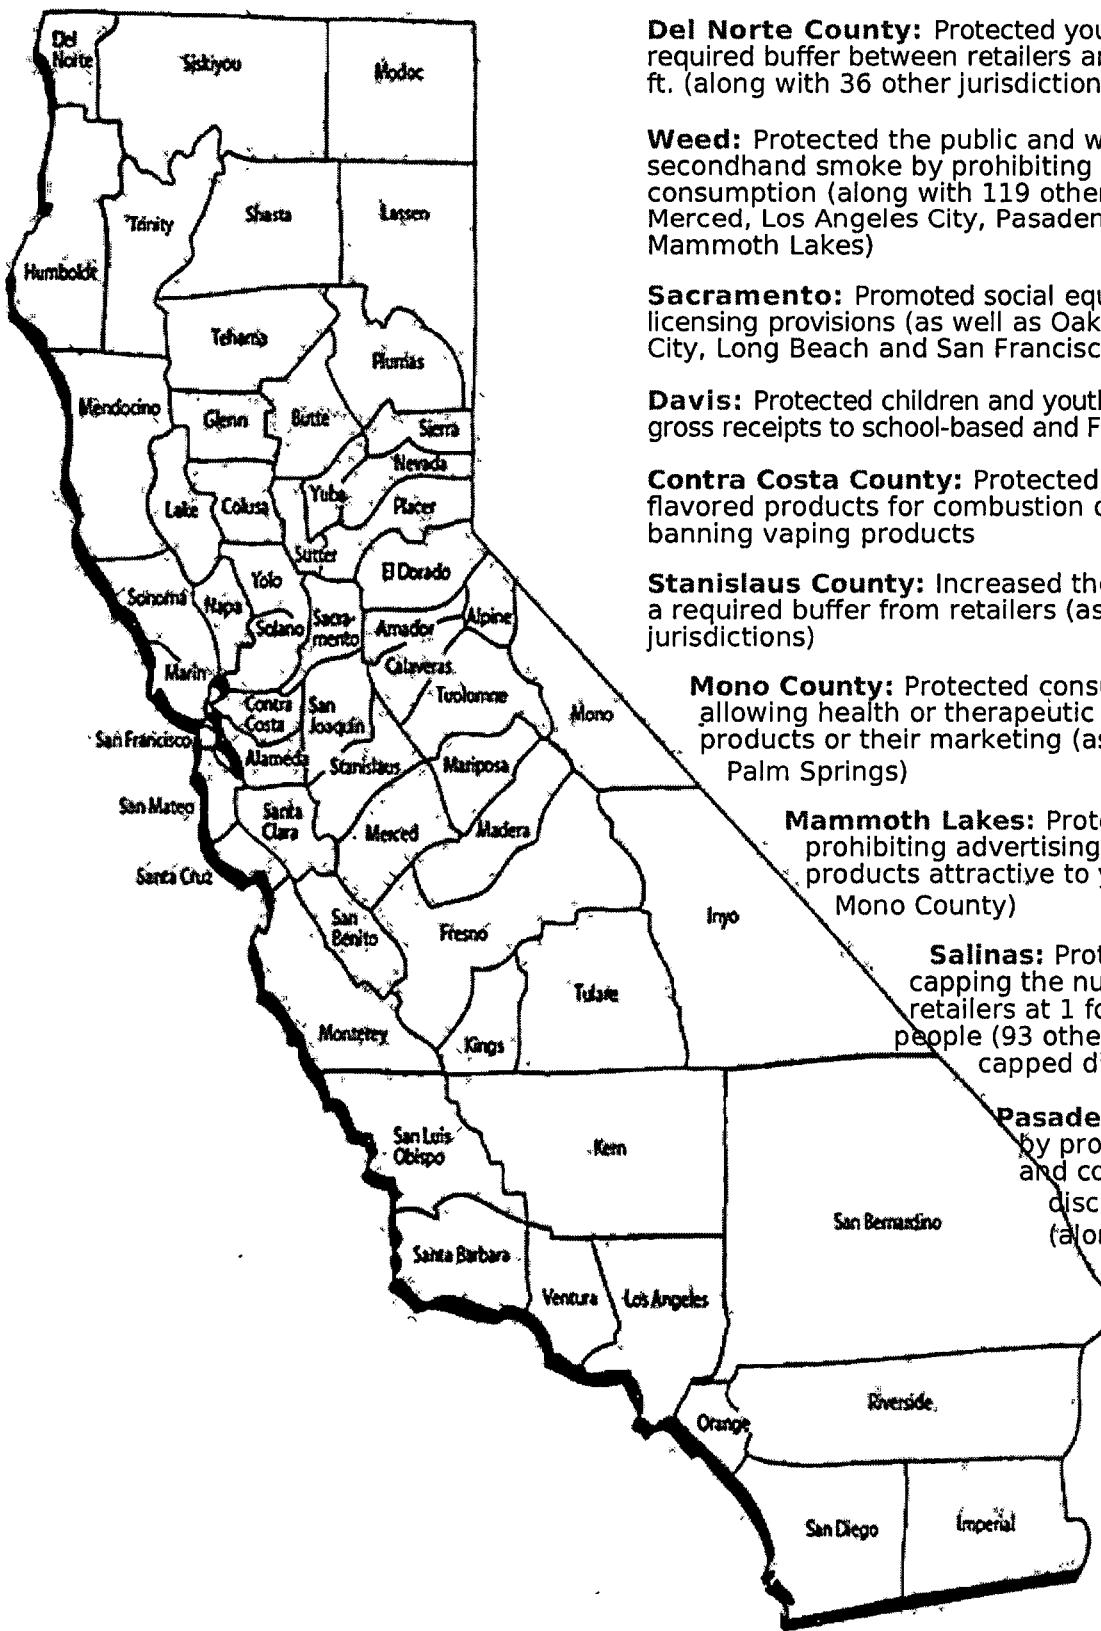 Del Norte County: Protected you
required buffer between retailers a
ft. (along with 36 other jurisdiction
Weed: Protected the public and w
secondhand smoke by prohibiting
consumption (along with 119 othe
Merced, Los Angeles City, Pasaden
Mammoth Lakes)
Sacramento: Promoted social equ
licensing provisions (as well as Oak
City, Long Beach and San Francisc
Davis: Protected children and youth
gross receipts to school-based and F
Contra Costa County: Protected
flavored products for combustion o
banning vaping products
Stanislaus County: Increased the
a required buffer from retailers (as
jurisdictions)
Mono County: Protected consu
allowing health or therapeutic
products or their marketing (as
Palm Springs)
Mammoth Lakes: Prote
prohibiting advertising
products attractive to y
Mono County)
Salinas: Prot
capping the nu
retailers at 1 fo
people (93 othe
capped d
Pasade
by pro
and co
disc
(alon
Del
Norte
Siskiyou
Modoc
Trinity
Shasta
Lassen
Humboldt
Tehama
Plumas
Mendocino
Glenn
Butte
Sierra
Nevada
Lake
Colusa
Yuba
Placer
Sutter
El Dorado
Sonoma
Napa
Yolo
Solano
Sacra-
mento
Amador
Alpine
Marin
Calaveras
Contra
Costa
San
Joaquin
Tuolomne
Mono
San Francisco
Alameda
Stanislaus
Mariposa
San Mateo
Santa
Clara
Merced
Madera
Santa Cruz
San
Benito
Fresno
Inyo
Tulare
Monterey
Kings
San Luis
Obispo
Kern
San Bernardino
Santa Barbara
Ventura
Los Angeles
Orange
Riverside
San Diego
Imperial